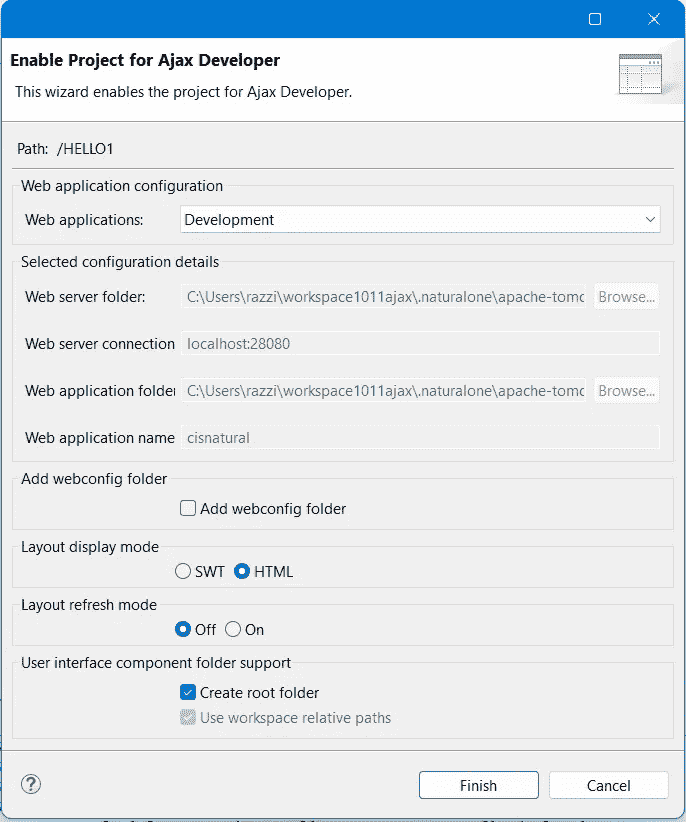 Enable Project for Ajax Developer
This wizard enables the project for Ajax Developer.
Path: /HELLO1
Web application configuration
Web applications: Development
Selected configuration details
Web server folder: C:\Users\razzi\workspace1011ajax\.naturalone\apache-tomc Browse...
Web server connection localhost:28080
Web application folder C:\Users\razzi\workspace1011ajax\.naturalone\apache-tomc Browse...
Web application name cisnatural
Add webconfig folder
Add webconfig folder
Layout display mode
SWT HTML
Layout refresh mode
Off On
User interface component folder support
Create root folder
Use workspace relative paths
? Finish Cancel